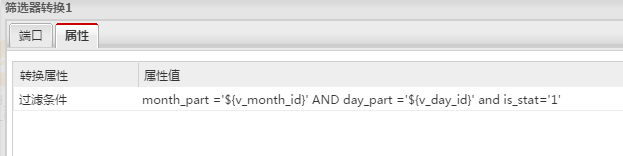 筛选器转换1
端口 属性
转换属性 属性值
过滤条件 month_part ='${v_month_id}' AND day_part ='${v_day_id}' and is_stat='1'